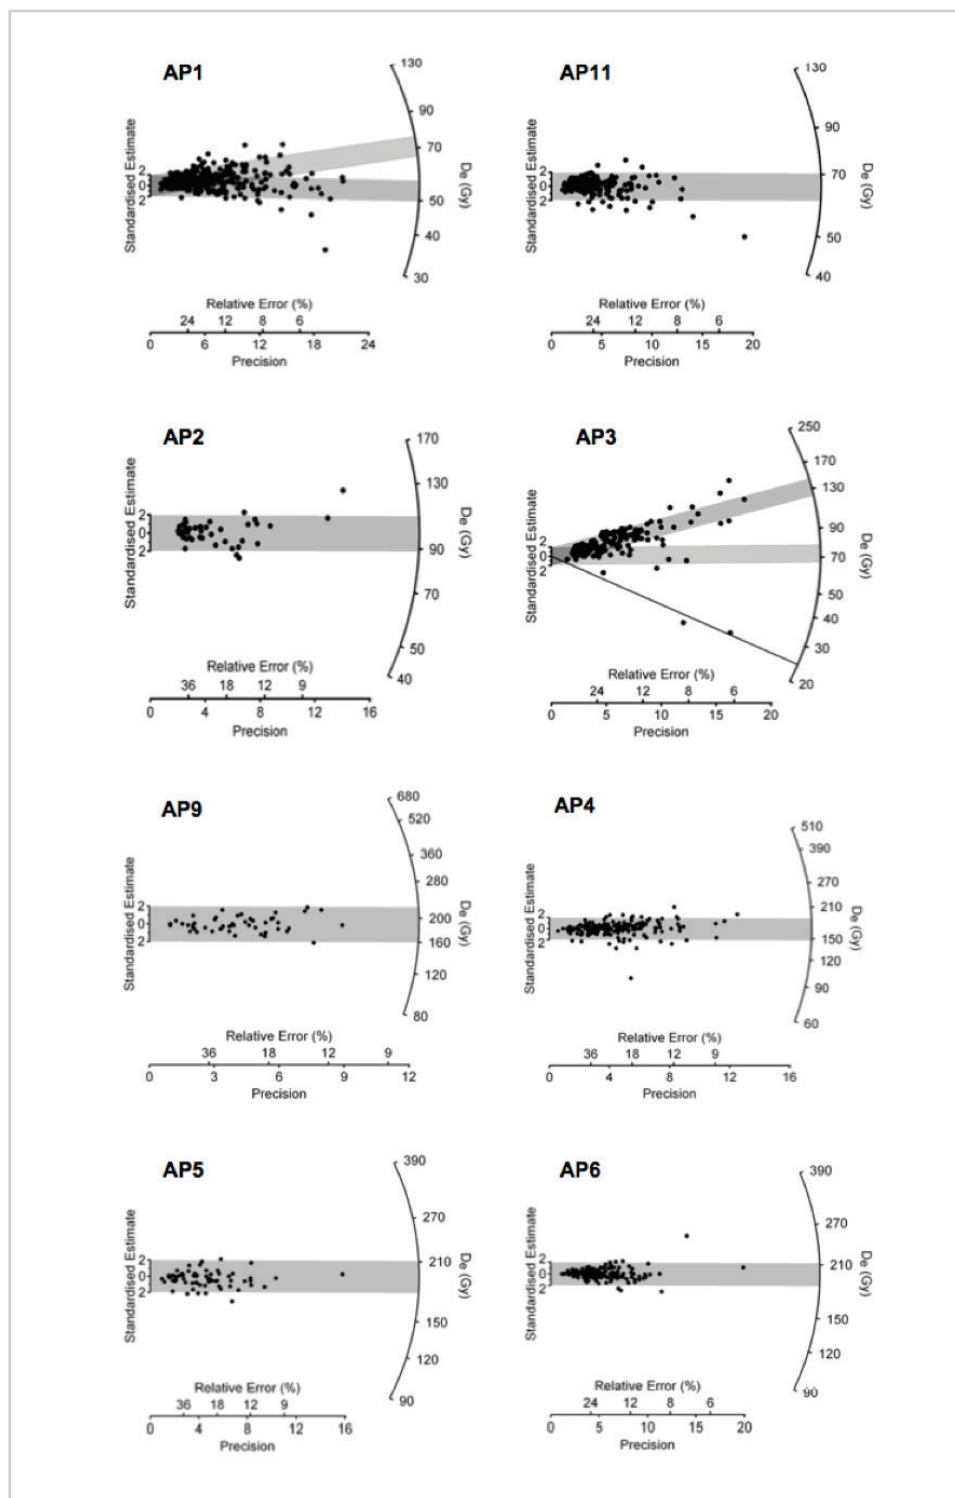 AP1
Standardised Estimate
2
0
2
130
90
70
50
40
30
De (Gy)
Relative Error (%)
24 12 8 6
0 6 12 18 24
Precision
AP11
Standardised Estimate
2
0
2
130
90
70
50
40
De (Gy)
Relative Error (%)
24 12 8 6
0 5 10 15 20
Precision
AP2
Standardised Estimate
2
0
2
170
130
90
70
50
40
De (Gy)
Relative Error (%)
36 18 12 9
0 4 8 12 16
Precision
AP3
Standardised Estimate
2
0
2
250
170
130
90
70
50
40
30
20
De (Gy)
Relative Error (%)
24 12 8 6
0 5 10 15 20
Precision
AP9
Standardised Estimate
2
0
2
680
520
360
280
200
160
120
80
De (Gy)
Relative Error (%)
36 18 12 9
0 3 6 9 12
Precision
AP4
Standardised Estimate
2
0
2
510
390
270
210
150
120
90
60
De (Gy)
Relative Error (%)
36 18 12 9
0 4 8 12 16
Precision
AP5
Standardised Estimate
2
0
2
390
270
210
150
120
90
De (Gy)
Relative Error (%)
36 18 12 9
0 4 8 12 16
Precision
AP6
Standardised Estimate
2
0
2
390
270
210
150
120
90
De (Gy)
Relative Error (%)
24 12 8 6
0 5 10 15 20
Precision